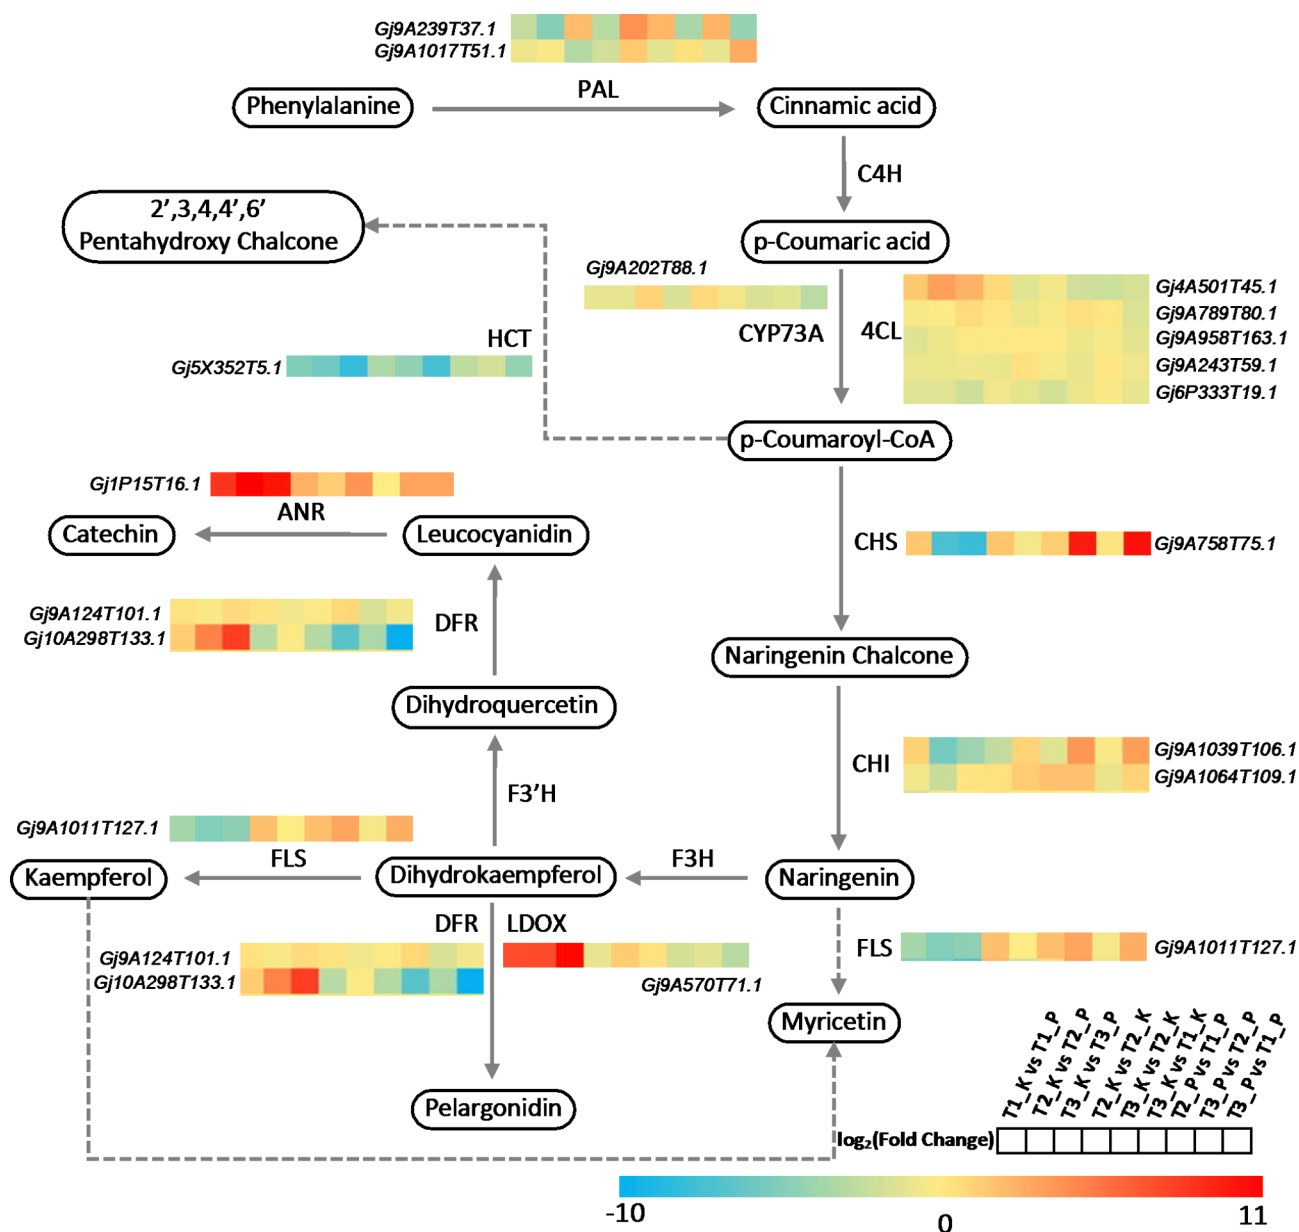 Gj9A239T37.1
Gj9A1017T51.1
PAL
Phenylalanine
Cinnamic acid
C4H
2’,3,4,4’,6’
Pentahydroxy Chalcone
p-Coumaric acid
Gj9A202T88.1
CYP73A
4CL
Gj4A501T45.1
Gj9A789T80.1
Gj9A958T163.1
Gj9A243T59.1
Gj6P333T19.1
HCT
Gj5X352T5.1
p-Coumaroyl-CoA
Gj1P15T16.1
ANR
Catechin
Leucocyanidin
CHS
Gj9A758T75.1
Gj9A124T101.1
Gj10A298T133.1
DFR
Naringenin Chalcone
Dihydroquercetin
CHI
Gj9A1039T106.1
Gj9A1064T109.1
F3’H
Gj9A1011T127.1
FLS
Kaempferol
Dihydrokaempferol
F3H
Naringenin
DFR
LDOX
Gj9A124T101.1
Gj10A298T133.1
Gj9A570T71.1
FLS
Gj9A1011T127.1
Myricetin
Pelargonidin
T1_K vs T1_P
T2_K vs T2_P
T3_K vs T3_P
T2_K vs T2_K
T3_K vs T2_K
T3_K vs T1_K
T2_P vs T1_P
T3_P vs T2_P
T3_P vs T1_P
log₂(Fold Change)
-10
0
11